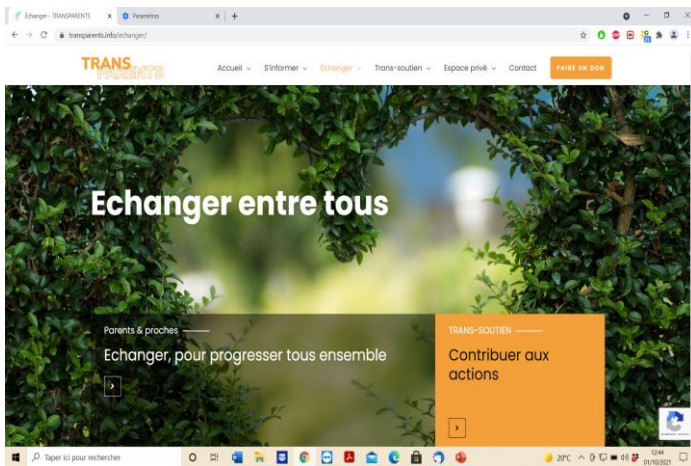 Échanger - TRANSPARENTS
Paramètres
transparents.info/echanger/
TRANS
PARENTS
Accueil
S'informer
Echanger
Trans-soutien
Espace privé
Contact
FAIRE UN DON
Echanger entre tous
Parents & proches
Echanger, pour progresser tous ensemble
TRANS-SOUTIEN
Contribuer aux
actions
Taper ici pour rechercher
20°C
12:44
01/10/2021